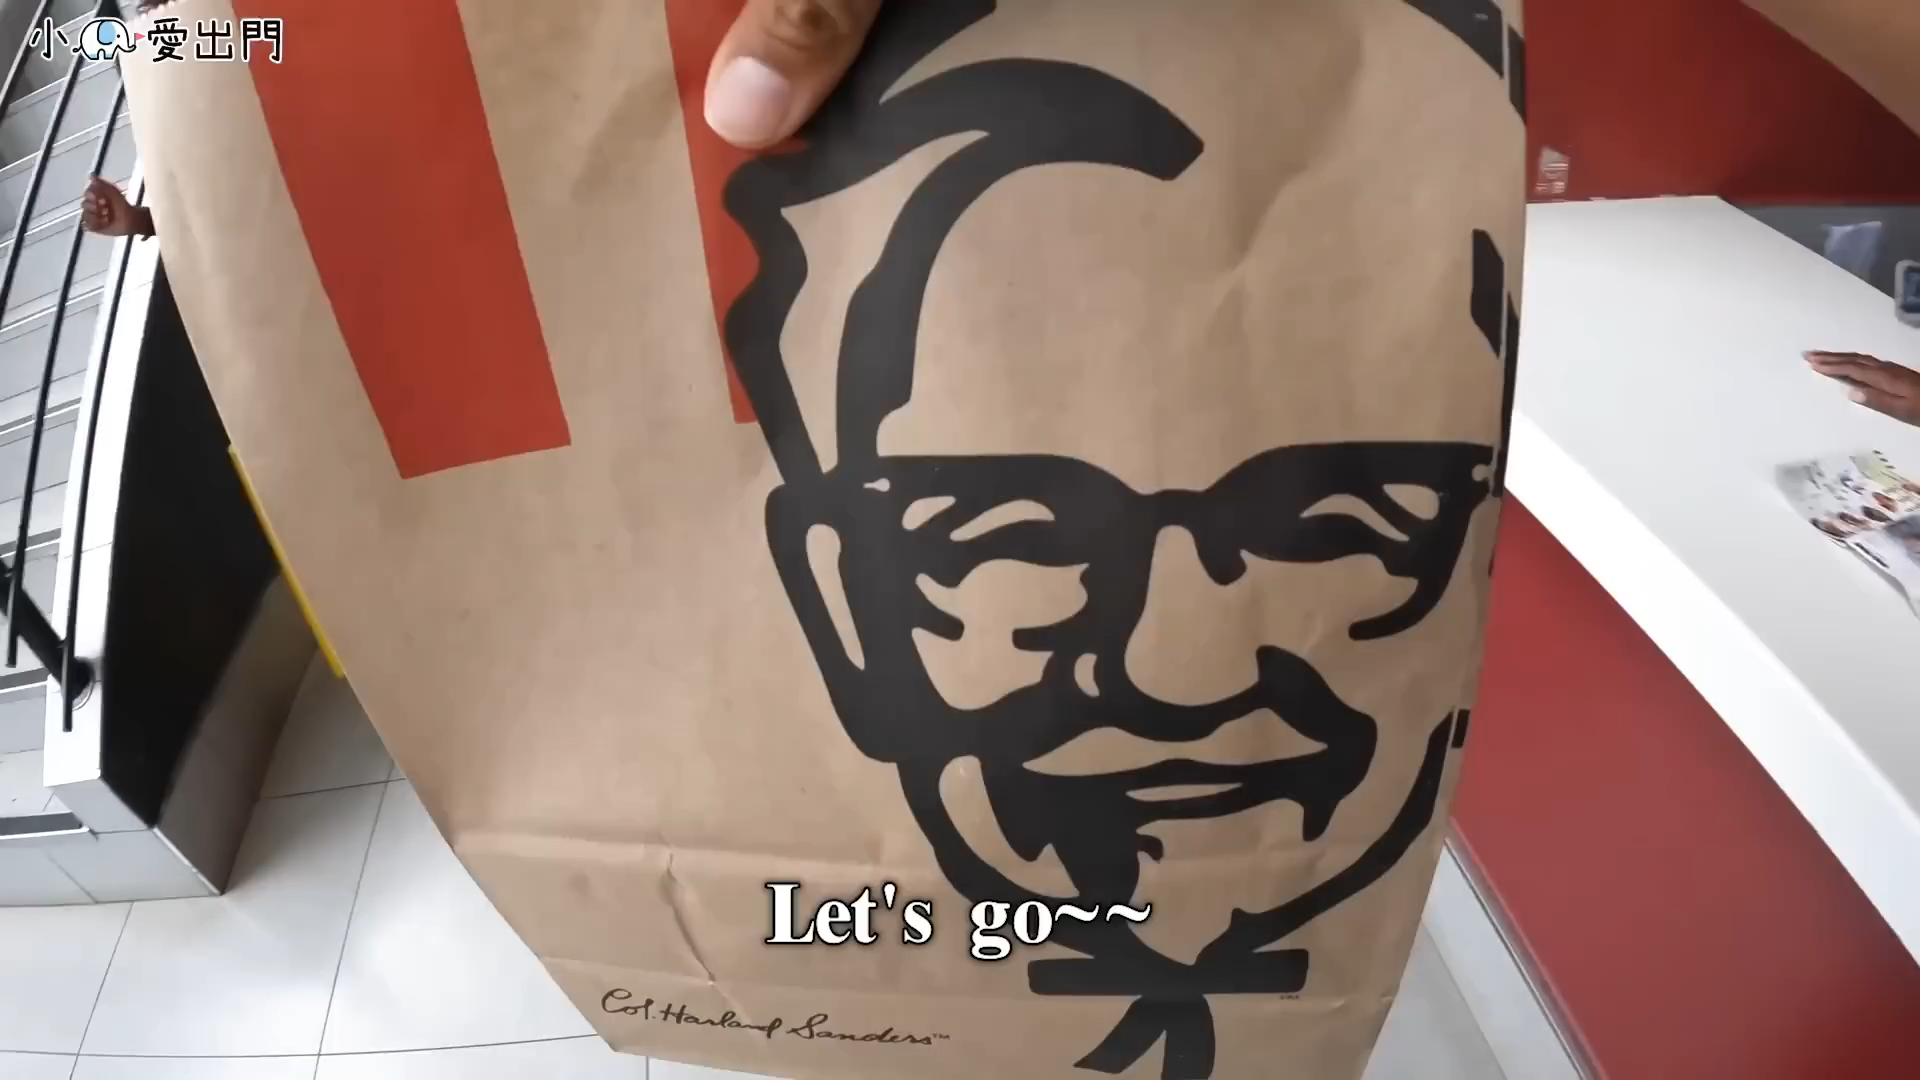 小愛出門
Let's go~~
Col. Harland Sanders™